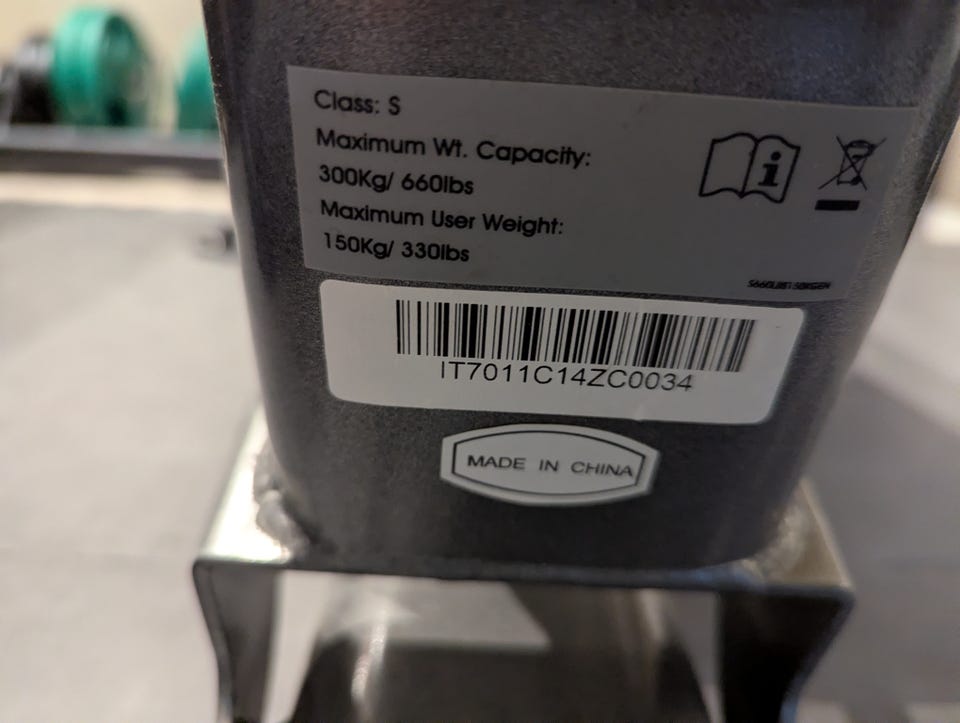 Class: S
Maximum Wt. Capacity:
300Kg/ 660lbs
Maximum User Weight:
150Kg/ 330lbs
IT7011C14ZC0034
MADE IN CHINA